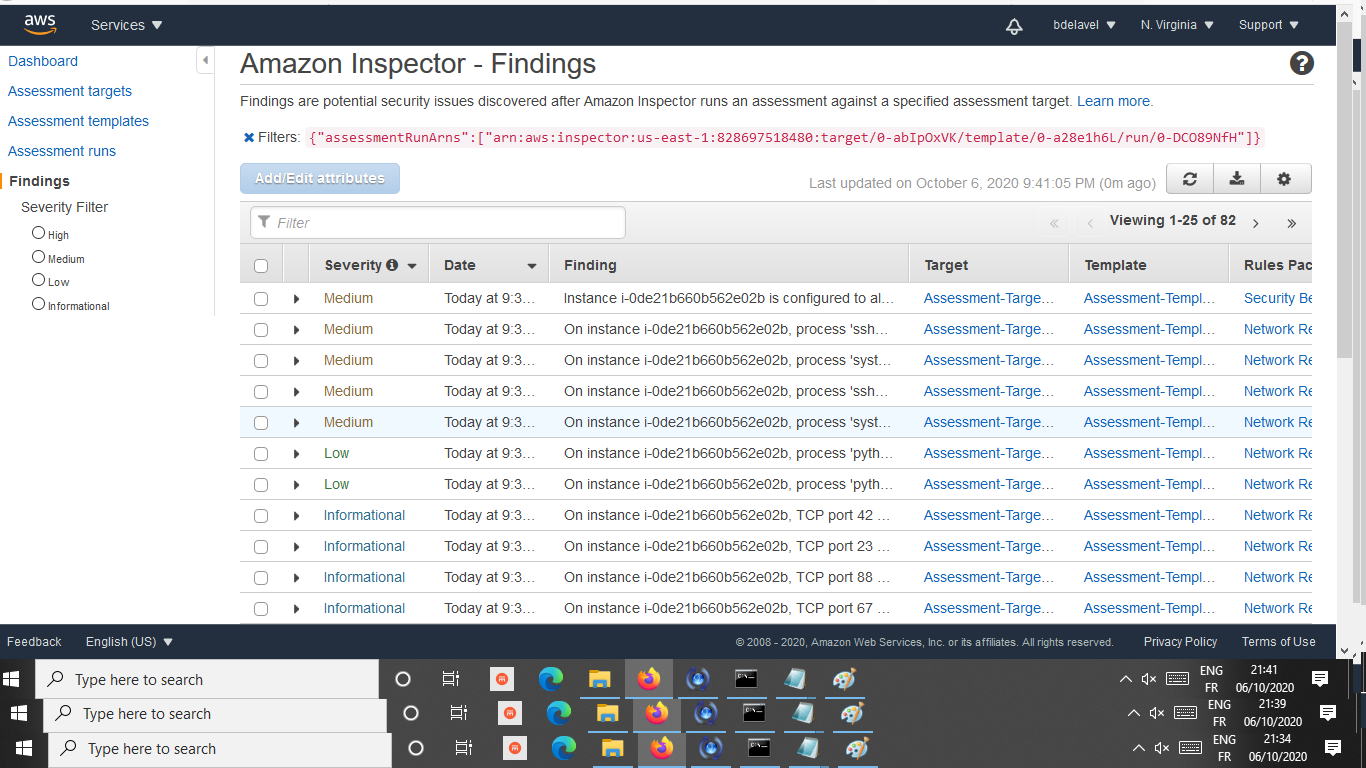 aws Services bdelavel N. Virginia Support
Dashboard
Assessment targets
Assessment templates
Assessment runs
Findings
Severity Filter
High
Medium
Low
Informational
Amazon Inspector - Findings
Findings are potential security issues discovered after Amazon Inspector runs an assessment against a specified assessment target. Learn more.
Filters: {"assessmentRunArns":["arn:aws:inspector:us-east-1:828697518480:target/0-abIpOxVK/template/0-a28e1h6L/run/0-DCO89NfH"]}
Add/Edit attributes Last updated on October 6, 2020 9:41:05 PM (0m ago)
Filter « ‹ Viewing 1-25 of 82 › »
Severity Date Finding Target Template Rules Pac
Medium Today at 9:3… Instance i-0de21b660b562e02b is configured to al… Assessment-Targe… Assessment-Templ… Security Be
Medium Today at 9:3… On instance i-0de21b660b562e02b, process 'ssh… Assessment-Targe… Assessment-Templ… Network Re
Medium Today at 9:3… On instance i-0de21b660b562e02b, process 'syst… Assessment-Targe… Assessment-Templ… Network Re
Medium Today at 9:3… On instance i-0de21b660b562e02b, process 'ssh… Assessment-Targe… Assessment-Templ… Network Re
Medium Today at 9:3… On instance i-0de21b660b562e02b, process 'syst… Assessment-Targe… Assessment-Templ… Network Re
Low Today at 9:3… On instance i-0de21b660b562e02b, process 'pyth… Assessment-Targe… Assessment-Templ… Network Re
Low Today at 9:3… On instance i-0de21b660b562e02b, process 'pyth… Assessment-Targe… Assessment-Templ… Network Re
Informational Today at 9:3… On instance i-0de21b660b562e02b, TCP port 42 … Assessment-Targe… Assessment-Templ… Network Re
Informational Today at 9:3… On instance i-0de21b660b562e02b, TCP port 23 … Assessment-Targe… Assessment-Templ… Network Re
Informational Today at 9:3… On instance i-0de21b660b562e02b, TCP port 88 … Assessment-Targe… Assessment-Templ… Network Re
Informational Today at 9:3… On instance i-0de21b660b562e02b, TCP port 67 … Assessment-Targe… Assessment-Templ… Network Re
Feedback English (US) © 2008 - 2020, Amazon Web Services, Inc. or its affiliates. All rights reserved. Privacy Policy Terms of Use
Type here to search ENG 21:41
FR 06/10/2020
Type here to search ENG 21:39
FR 06/10/2020
Type here to search ENG 21:34
FR 06/10/2020